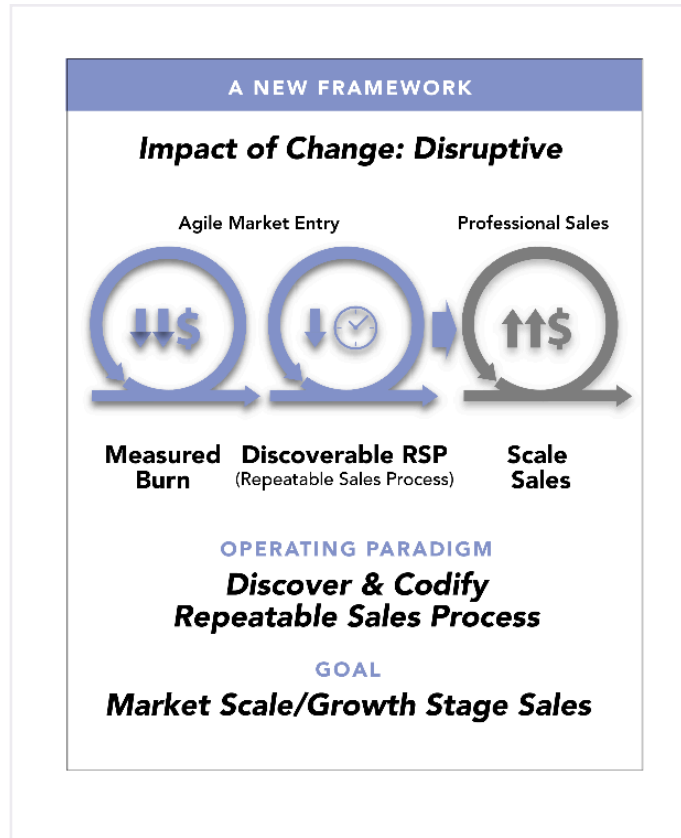 A NEW FRAMEWORK
Impact of Change: Disruptive
Agile Market Entry
Professional Sales
$
$
Measured
Burn
Discoverable RSP
(Repeatable Sales Process)
Scale
Sales
OPERATING PARADIGM
Discover & Codify
Repeatable Sales Process
GOAL
Market Scale/Growth Stage Sales